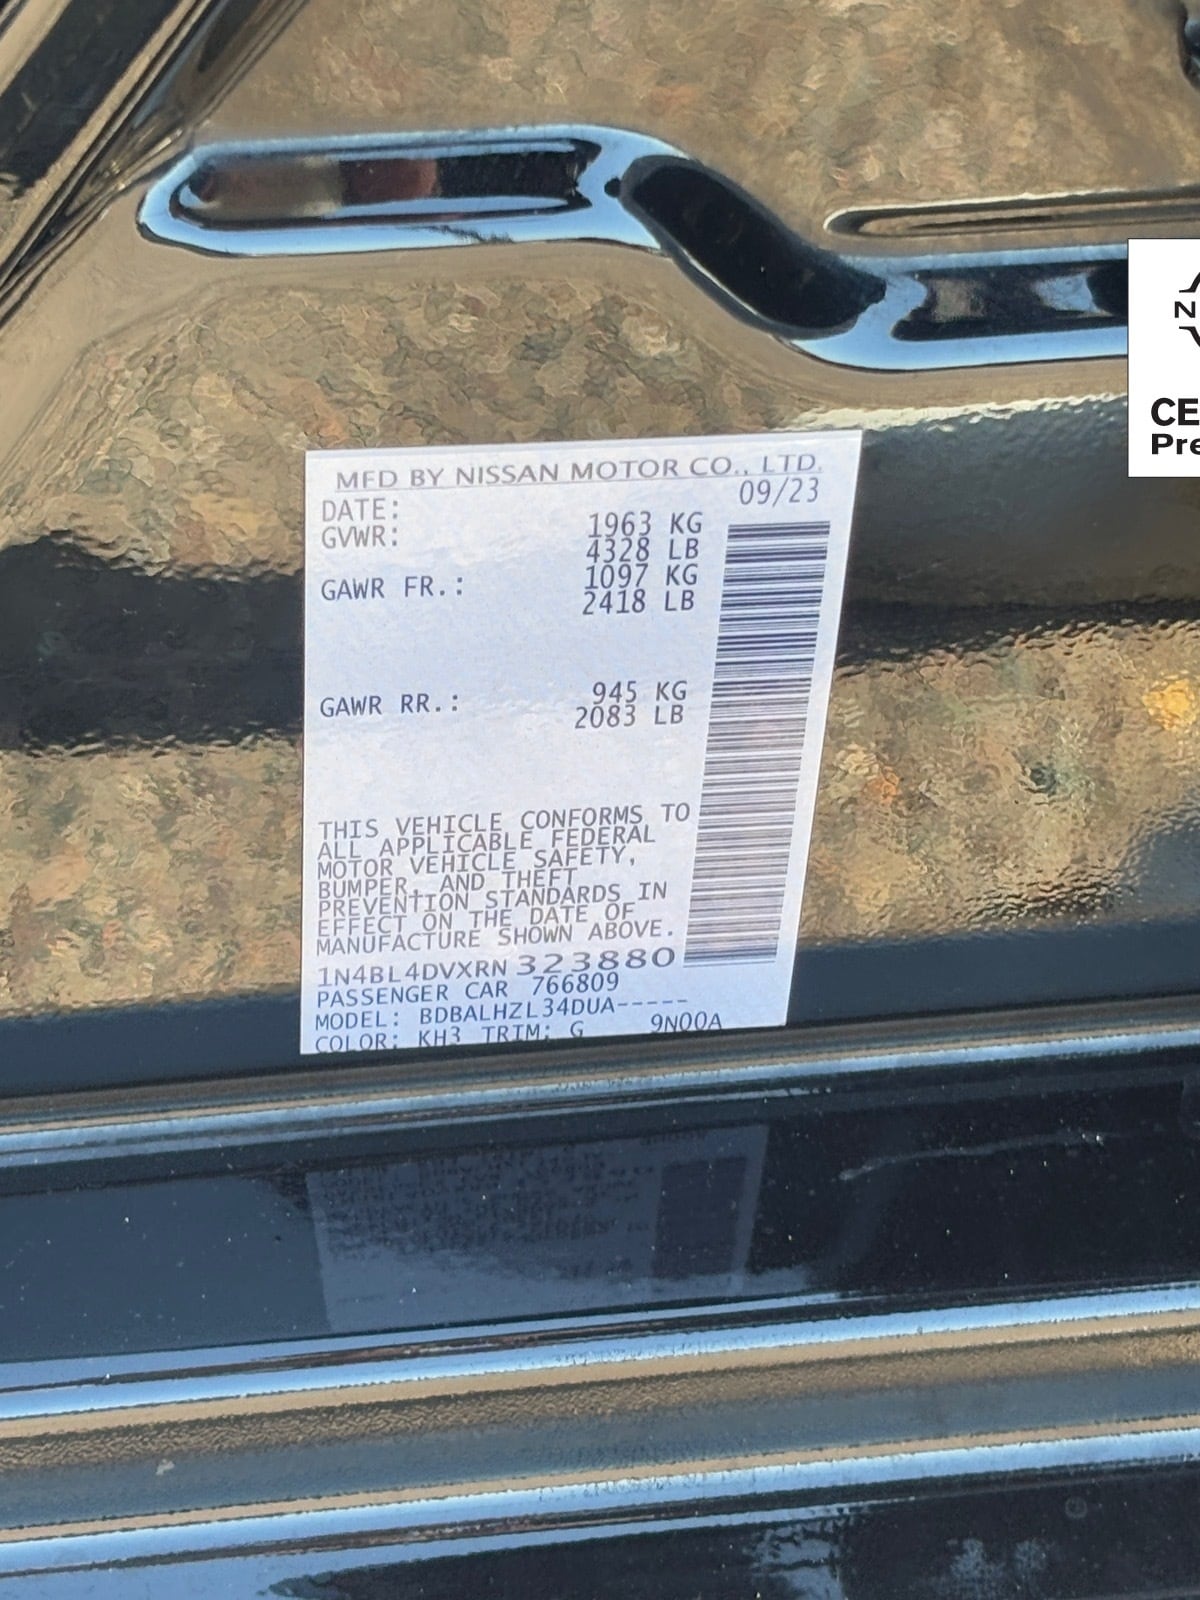 MFD BY NISSAN MOTOR CO., LTD.
DATE: 09/23
GVWR: 1963 KG
4328 LB
GAWR FR.: 1097 KG
2418 LB
GAWR RR.: 945 KG
2083 LB
THIS VEHICLE CONFORMS TO
ALL APPLICABLE FEDERAL
MOTOR VEHICLE SAFETY,
BUMPER, AND THEFT
PREVENTION STANDARDS IN
EFFECT ON THE DATE OF
MANUFACTURE SHOWN ABOVE.
1N4BL4DVXRN 323880
PASSENGER CAR 766809
MODEL: BDBALHZL34DUA-----
COLOR: KH3 TRIM: G 9N00A
N
CE
Pre